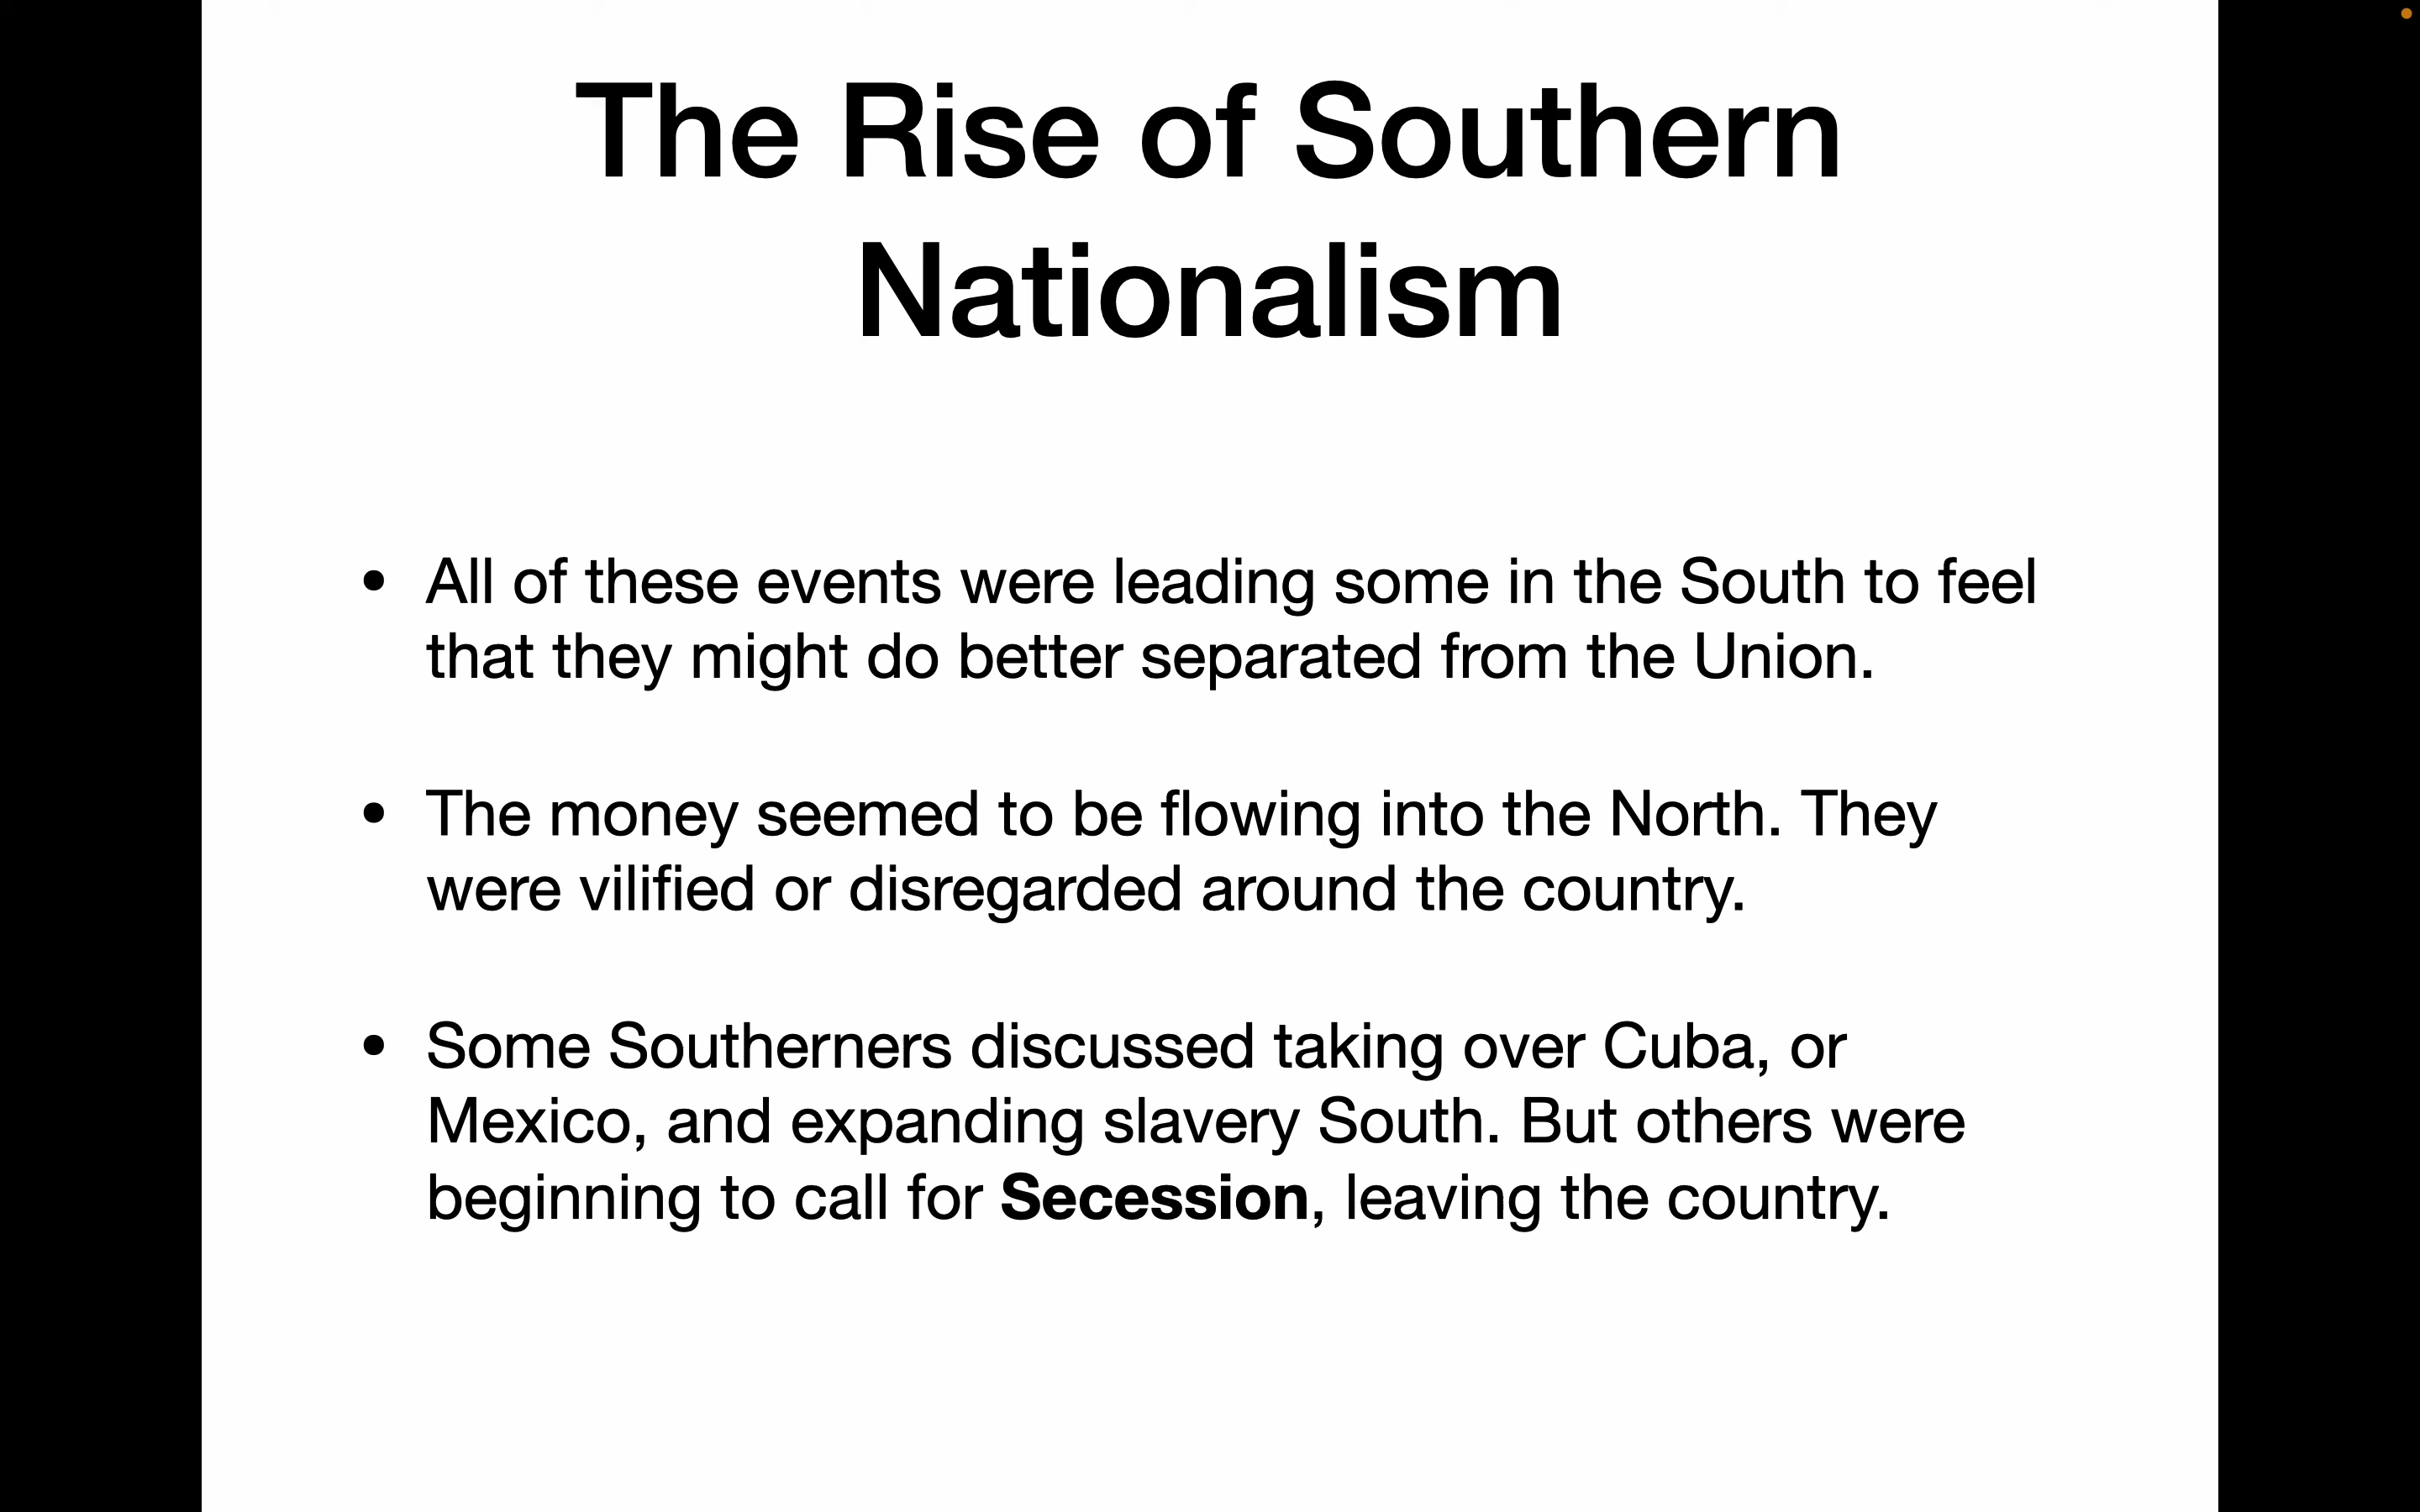 The Rise of Southern
Nationalism
• All of these events were leading some in the South to feel
that they might do better separated from the Union.
• The money seemed to be flowing into the North. They
were vilified or disregarded around the country.
• Some Southerners discussed taking over Cuba, or
Mexico, and expanding slavery South. But others were
beginning to call for Secession, leaving the country.